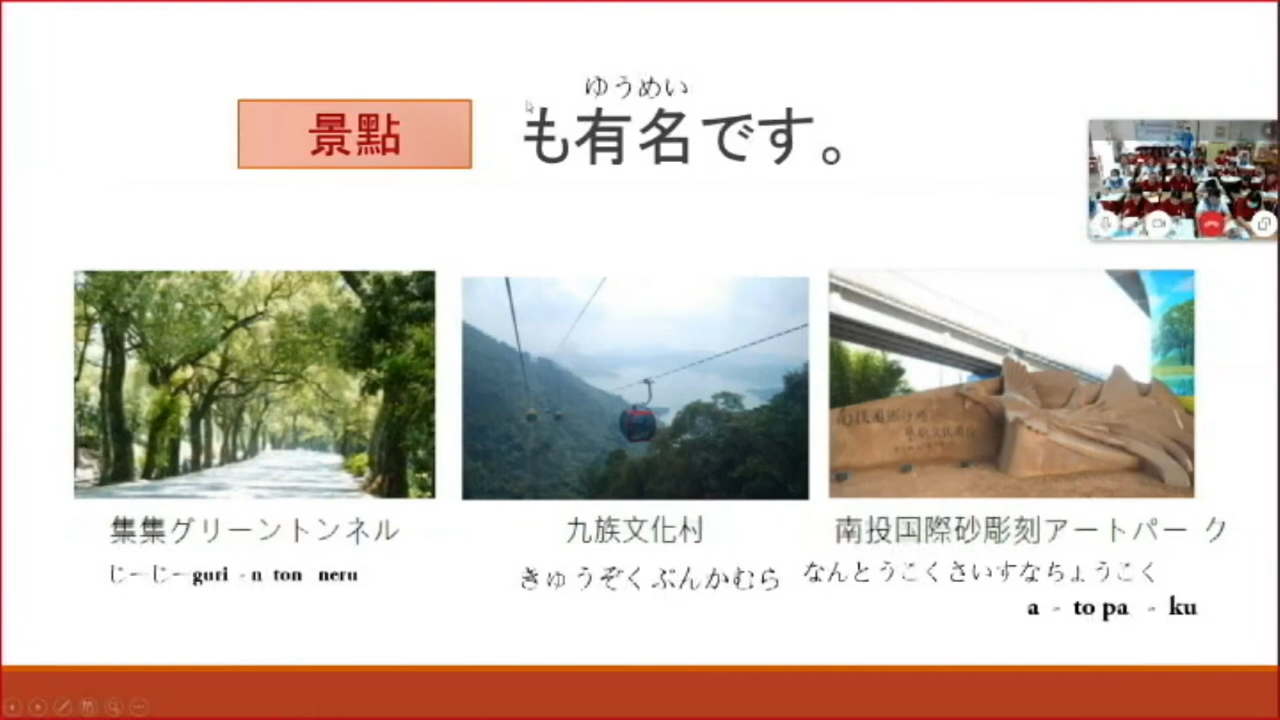 ゆうめい
景點 も有名です。
集集グリーントンネル
じーじーguri - n ton neru
九族文化村
きゅうぞくぶんかむら
南投国際砂彫刻アートパー ク
なんとうこくさいすなちょうこく
a - to pa - ku